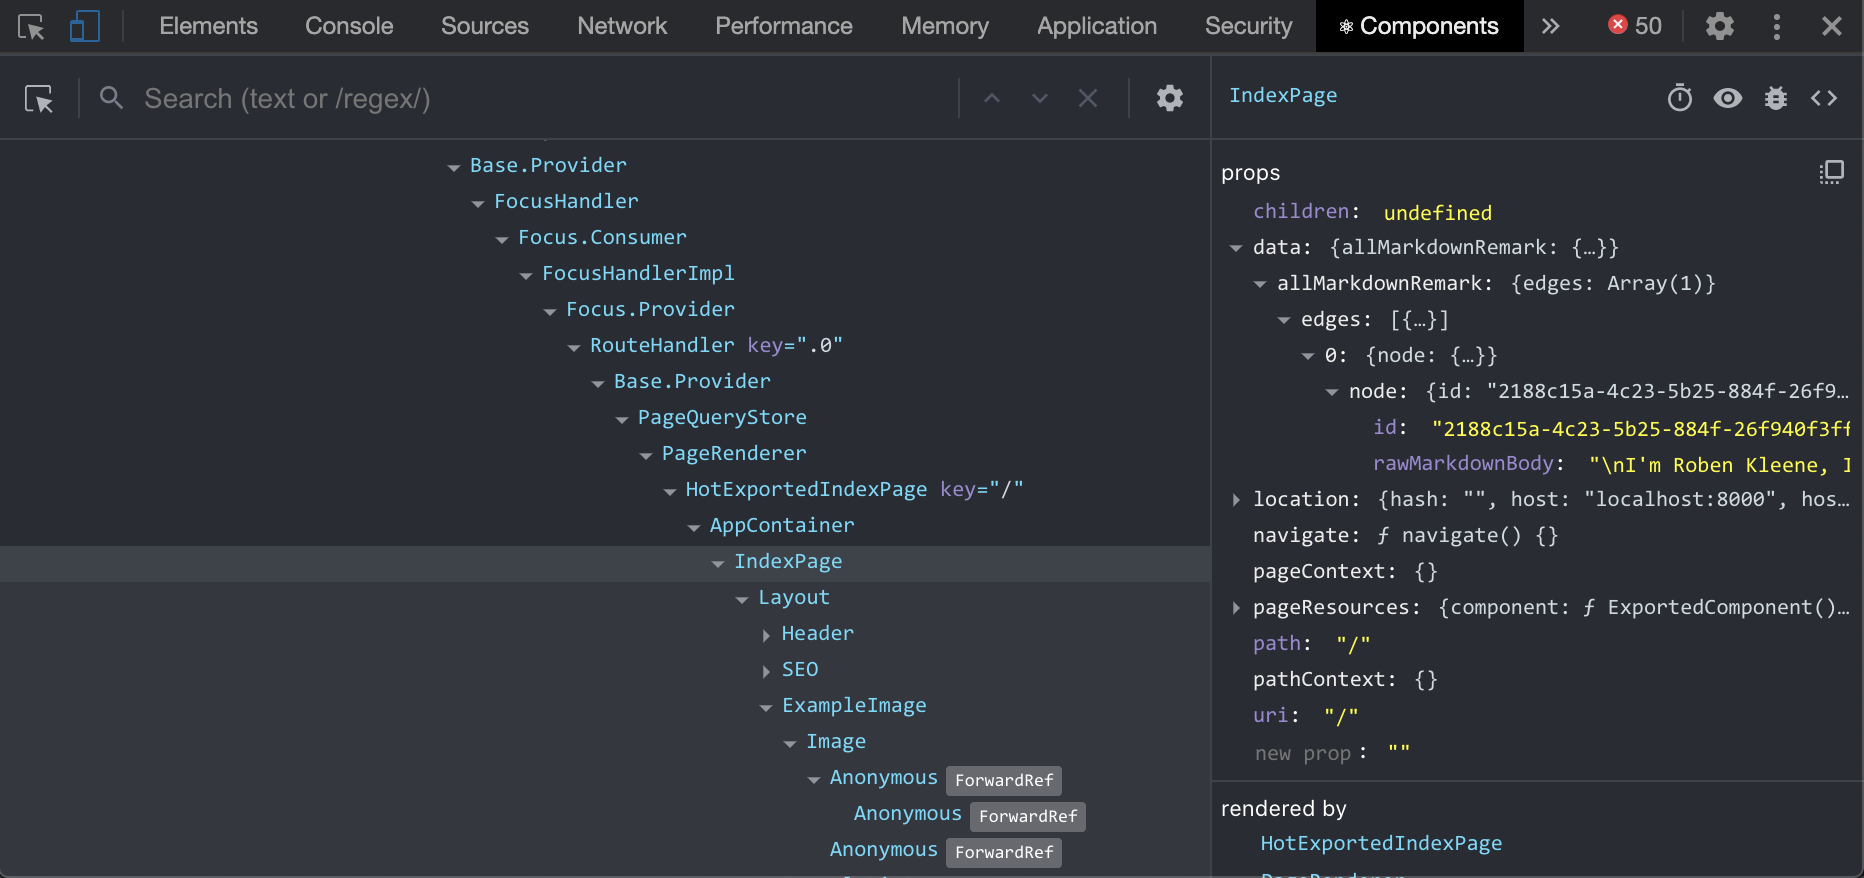 Elements Console Sources Network Performance Memory Application Security Components 50
Search (text or /regex/)
Base.Provider
FocusHandler
Focus.Consumer
FocusHandlerImpl
Focus.Provider
RouteHandler key=".0"
Base.Provider
PageQueryStore
PageRenderer
HotExportedIndexPage key="/"
AppContainer
IndexPage
Layout
Header
SEO
ExampleImage
Image
Anonymous ForwardRef
Anonymous ForwardRef
Anonymous ForwardRef
IndexPage
props
children: undefined
data: {allMarkdownRemark: {…}}
allMarkdownRemark: {edges: Array(1)}
edges: [{…}]
0: {node: {…}}
node: {id: "2188c15a-4c23-5b25-884f-26f9…
id: "2188c15a-4c23-5b25-884f-26f940f3ff
rawMarkdownBody: "\nI'm Roben Kleene, I
location: {hash: "", host: "localhost:8000", hos…
navigate: ƒ navigate() {}
pageContext: {}
pageResources: {component: ƒ ExportedComponent()…
path: "/"
pathContext: {}
uri: "/"
new prop: ""
rendered by
HotExportedIndexPage
PageRenderer